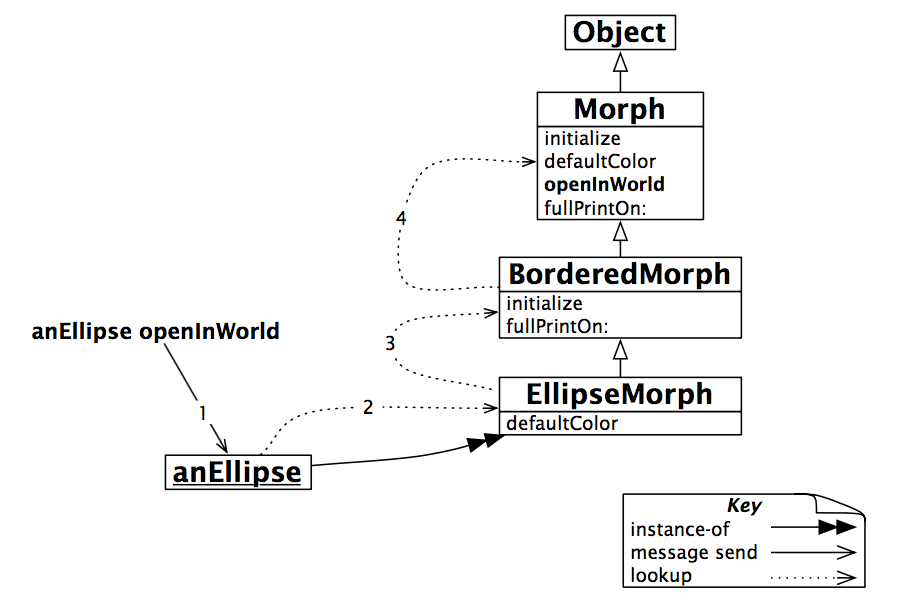 Object
Morph
initialize
defaultColor
openInWorld
fullPrintOn:
4
BorderedMorph
initialize
fullPrintOn:
anEllipse openInWorld
3
EllipseMorph
defaultColor
1
2
anEllipse
Key
instance-of
message send
lookup